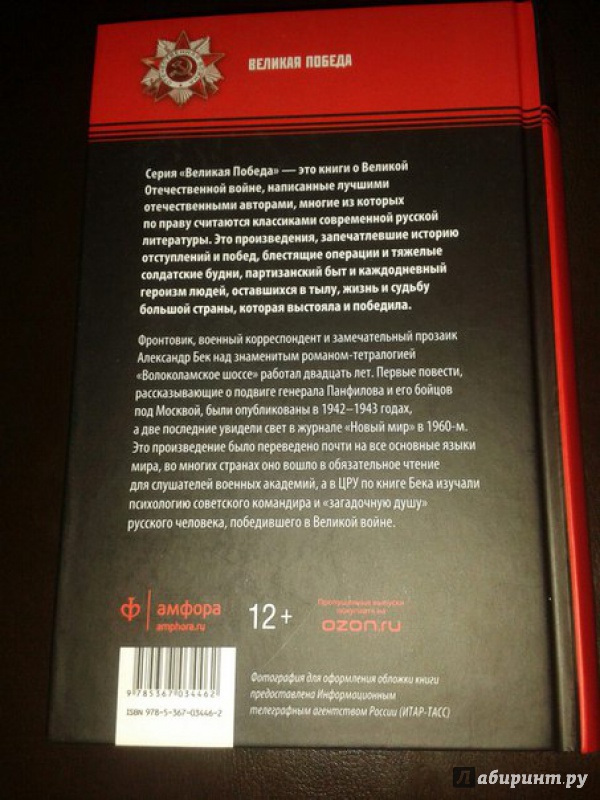 ВЕЛИКАЯ ПОБЕДА
Серия «Великая Победа» — это книги о Великой
Отечественной войне, написанные лучшими
отечественными авторами, многие из которых
по праву считаются классиками современной русской
литературы. Это произведения, запечатлевшие историю
отступлений и побед, блестящие операции и тяжелые
солдатские будни, партизанский быт и каждодневный
героизм людей, оставшихся в тылу, жизнь и судьбу
большой страны, которая выстояла и победила.
Фронтовик, военный корреспондент и замечательный прозаик
Александр Бек над знаменитым романом-тетралогией
«Волоколамское шоссе» работал двадцать лет. Первые повести,
рассказывающие о подвиге генерала Панфилова и его бойцов
под Москвой, были опубликованы в 1942–1943 годах,
а две последние увидели свет в журнале «Новый мир» в 1960-м.
Это произведение было переведено почти на все основные языки
мира, во многих странах оно вошло в обязательное чтение
для слушателей военных академий, а в ЦРУ по книге Бека изучали
психологию советского командира и «загадочную душу»
русского человека, победившего в Великой войне.
амфора
amphora.ru
12+
Пропущенные выпуски
покупайте на
ozon.ru
9 785367 034462
ISBN 978-5-367-03446-2
Фотография для оформления обложки книги
предоставлена Информационным
телеграфным агентством России (ИТАР-ТАСС)
Лабиринт.ру